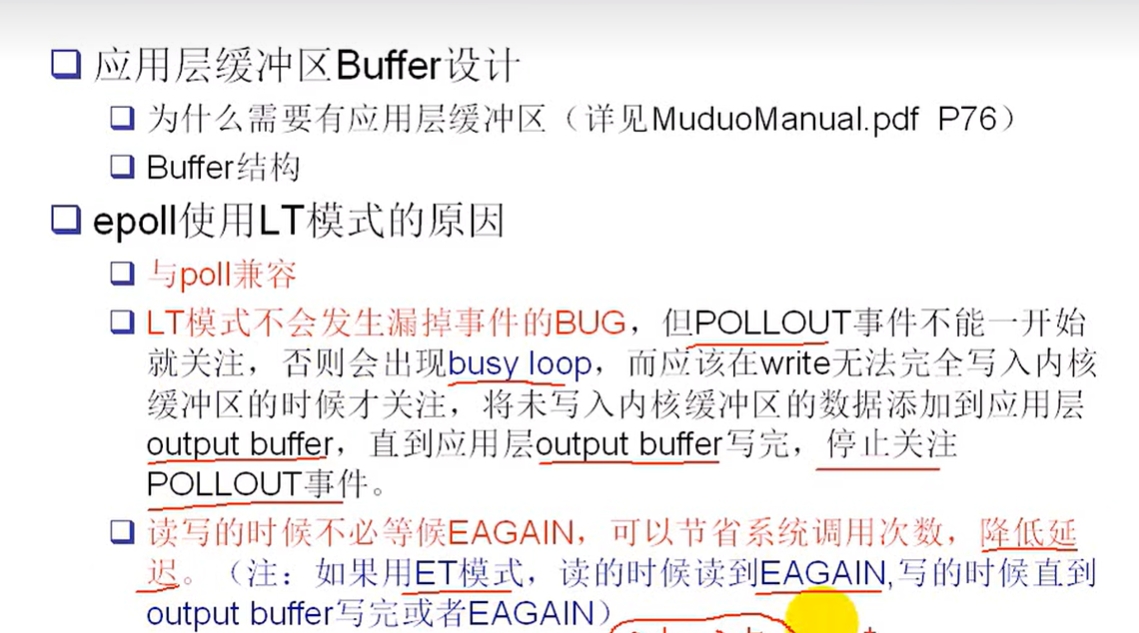 应用层缓冲区Buffer设计
为什么需要有应用层缓冲区（详见MuduoManual.pdf P76）
Buffer结构
epoll使用LT模式的原因
与poll兼容
LT模式不会发生漏掉事件的BUG，但POLLOUT事件不能一开始
就关注，否则会出现busy loop，而应该在write无法完全写入内核
缓冲区的时候才关注，将未写入内核缓冲区的数据添加到应用层
output buffer，直到应用层output buffer写完，停止关注
POLLOUT事件。
读写的时候不必等候EAGAIN，可以节省系统调用次数，降低延
迟。（注：如果用ET模式，读的时候读到EAGAIN,写的时候直到
output buffer写完或者EAGAIN）